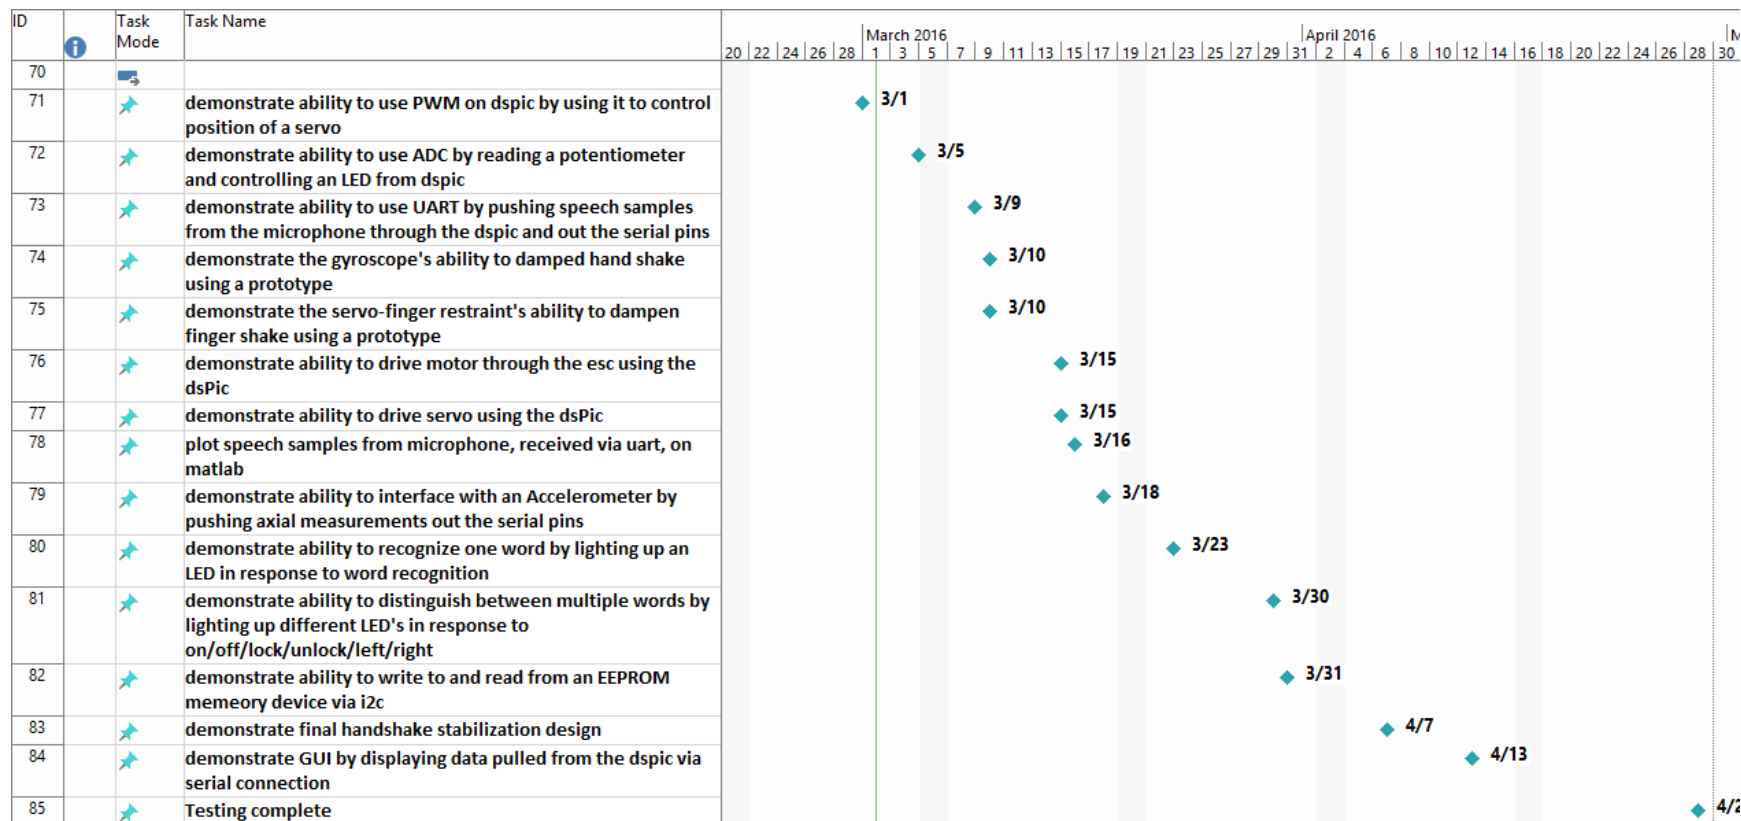 ID Task Mode Task Name
March 2016 April 2016 M
20 22 24 26 28 1 3 5 7 9 11 13 15 17 19 21 23 25 27 29 31 2 4 6 8 10 12 14 16 18 20 22 24 26 28 30
70
71 demonstrate ability to use PWM on dspic by using it to control 3/1
position of a servo
72 demonstrate ability to use ADC by reading a potentiometer 3/5
and controlling an LED from dspic
73 demonstrate ability to use UART by pushing speech samples 3/9
from the microphone through the dspic and out the serial pins
74 demonstrate the gyroscope's ability to damped hand shake 3/10
using a prototype
75 demonstrate the servo-finger restraint's ability to dampen 3/10
finger shake using a prototype
76 demonstrate ability to drive motor through the esc using the 3/15
dsPic
77 demonstrate ability to drive servo using the dsPic 3/15
78 plot speech samples from microphone, received via uart, on 3/16
matlab
79 demonstrate ability to interface with an Accelerometer by 3/18
pushing axial measurements out the serial pins
80 demonstrate ability to recognize one word by lighting up an 3/23
LED in response to word recognition
81 demonstrate ability to distinguish between multiple words by 3/30
lighting up different LED's in response to
on/off/lock/unlock/left/right
82 demonstrate ability to write to and read from an EEPROM 3/31
memeory device via i2c
83 demonstrate final handshake stabilization design 4/7
84 demonstrate GUI by displaying data pulled from the dspic via 4/13
serial connection
85 Testing complete 4/2